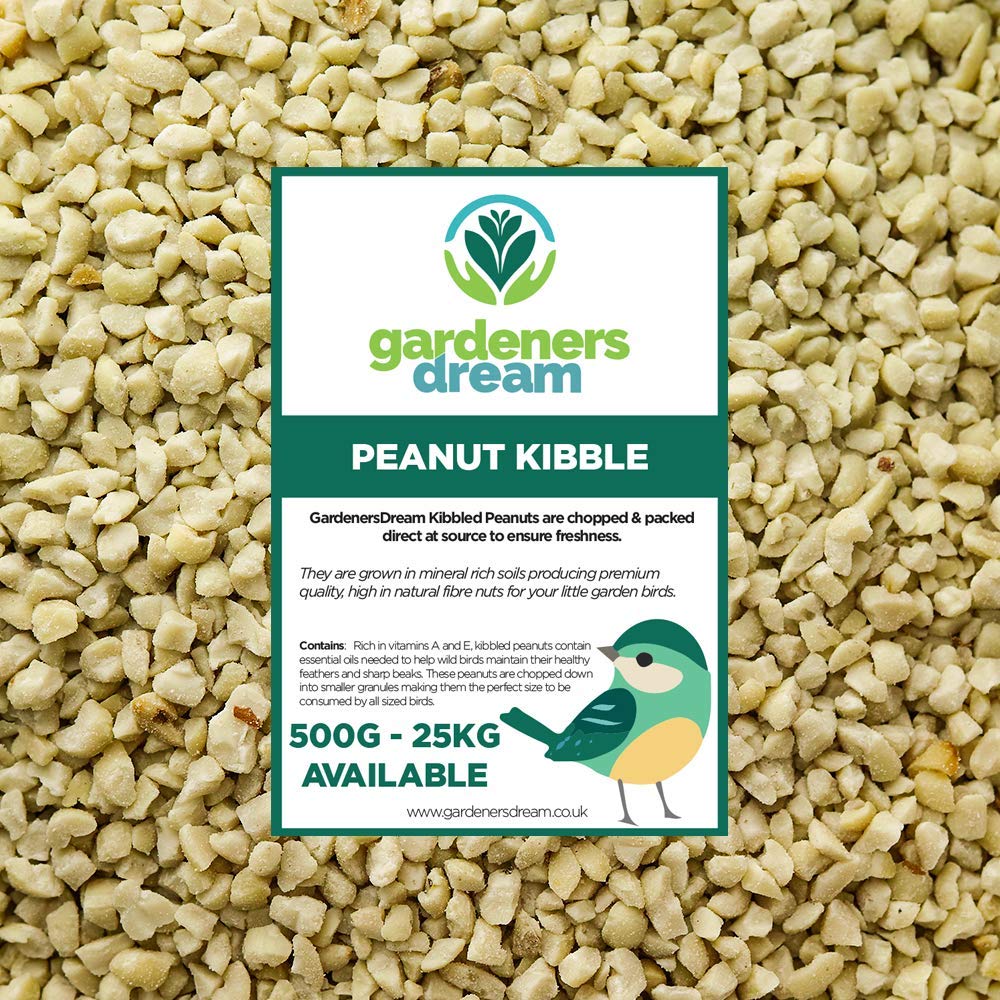 gardeners
dream
PEANUT KIBBLE
GardenersDream Kibbled Peanuts are chopped & packed
direct at source to ensure freshness.
They are grown in mineral rich soils producing premium
quality, high in natural fibre nuts for your little garden birds.
Contains: Rich in vitamins A and E, kibbled peanuts contain
essential oils needed to help wild birds maintain their healthy
feathers and sharp beaks. These peanuts are chopped down
into smaller granules making them the perfect size to be
consumed by all sized birds.
500G - 25KG
AVAILABLE
www.gardenersdream.co.uk